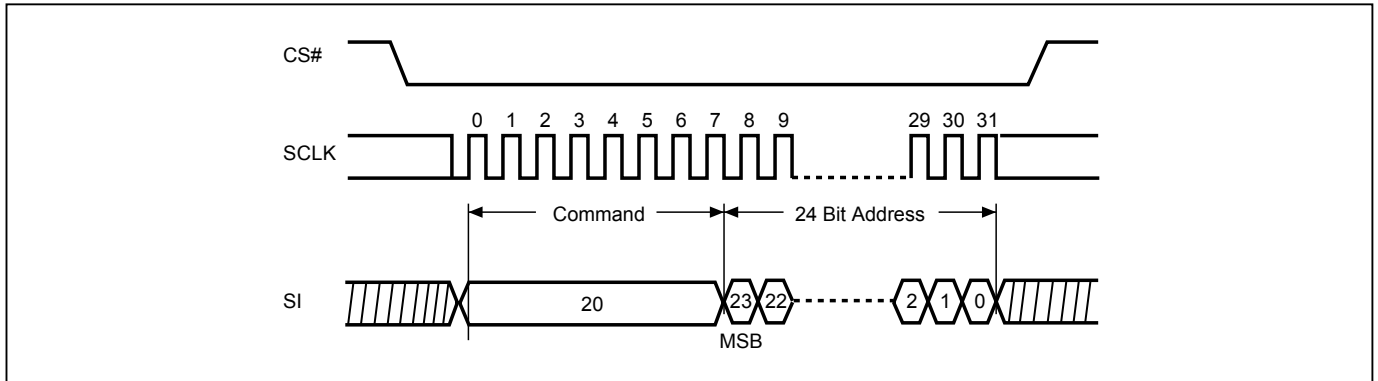 CS#
0 1 2 3 4 5 6 7 8 9 29 30 31
SCLK
Command 24 Bit Address
SI 20 23 22 2 1 0
MSB